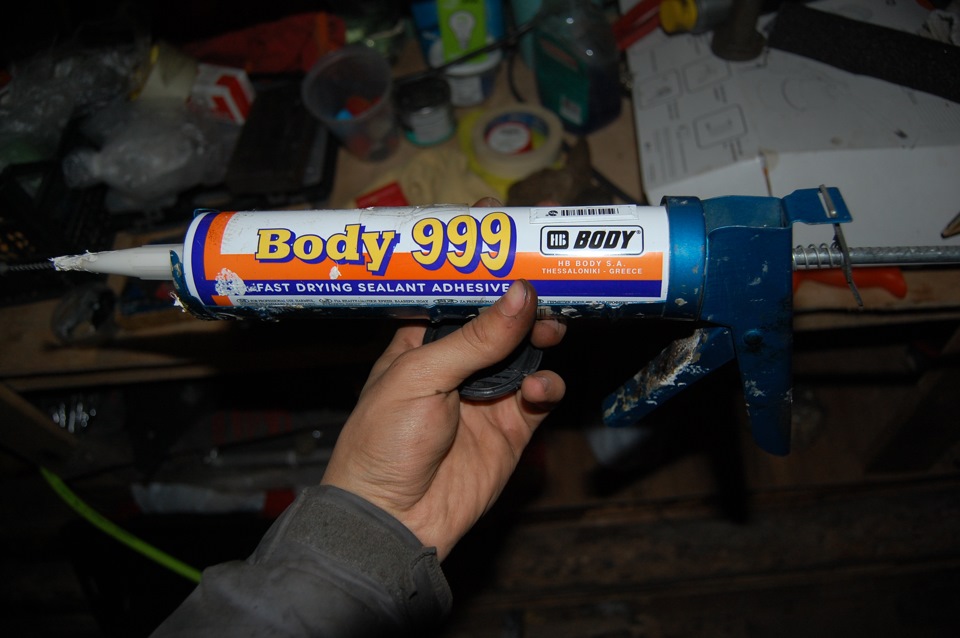 Body 999
HB BODY®
HB BODY S.A.
THESSALONIKI - GREECE
FAST DRYING SEALANT ADHESIVE